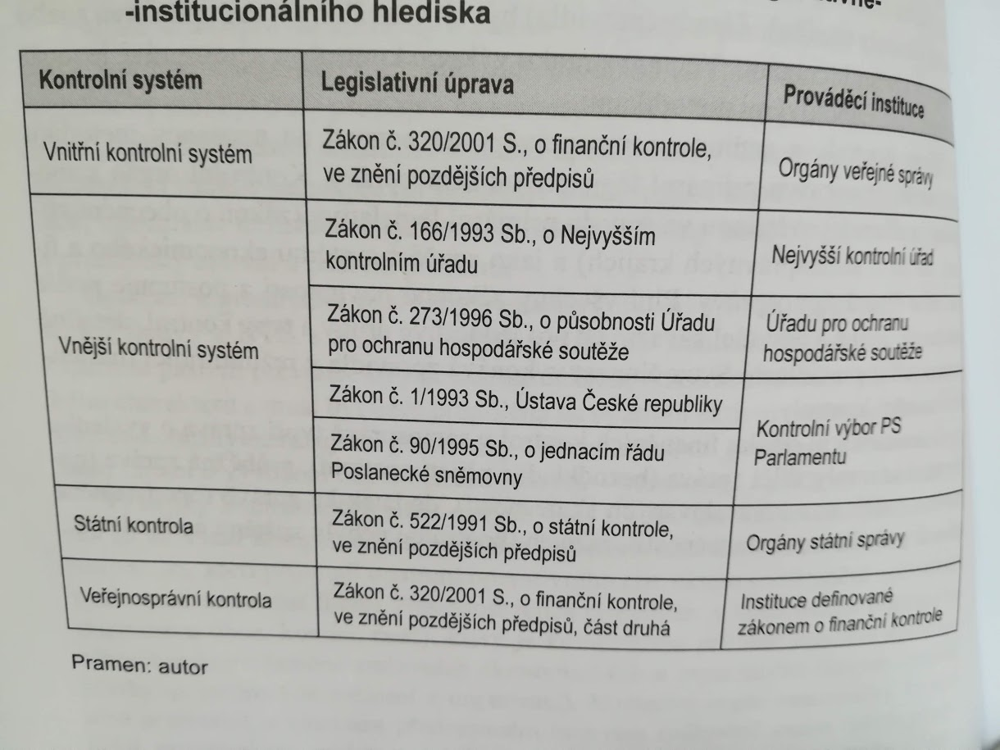 -institucionálního hlediska
Kontrolní systém
Legislativní úprava
Prováděcí instituce
Vnitřní kontrolní systém
Zákon č. 320/2001 S., o finanční kontrole,
ve znění pozdějších předpisů
Orgány veřejné správy
Vnější kontrolní systém
Zákon č. 166/1993 Sb., o Nejvyšším
kontrolním úřadu
Nejvyšší kontrolní úřad
Zákon č. 273/1996 Sb., o působnosti Úřadu
pro ochranu hospodářské soutěže
Úřadu pro ochranu
hospodářské soutěže
Zákon č. 1/1993 Sb., Ústava České republiky
Zákon č. 90/1995 Sb., o jednacím řádu
Poslanecké sněmovny
Kontrolní výbor PS
Parlamentu
Státní kontrola
Zákon č. 522/1991 Sb., o státní kontrole,
ve znění pozdějších předpisů
Orgány státní správy
Veřejnosprávní kontrola
Zákon č. 320/2001 S., o finanční kontrole,
ve znění pozdějších předpisů, část druhá
Instituce definované
zákonem o finanční kontrole
Pramen: autor